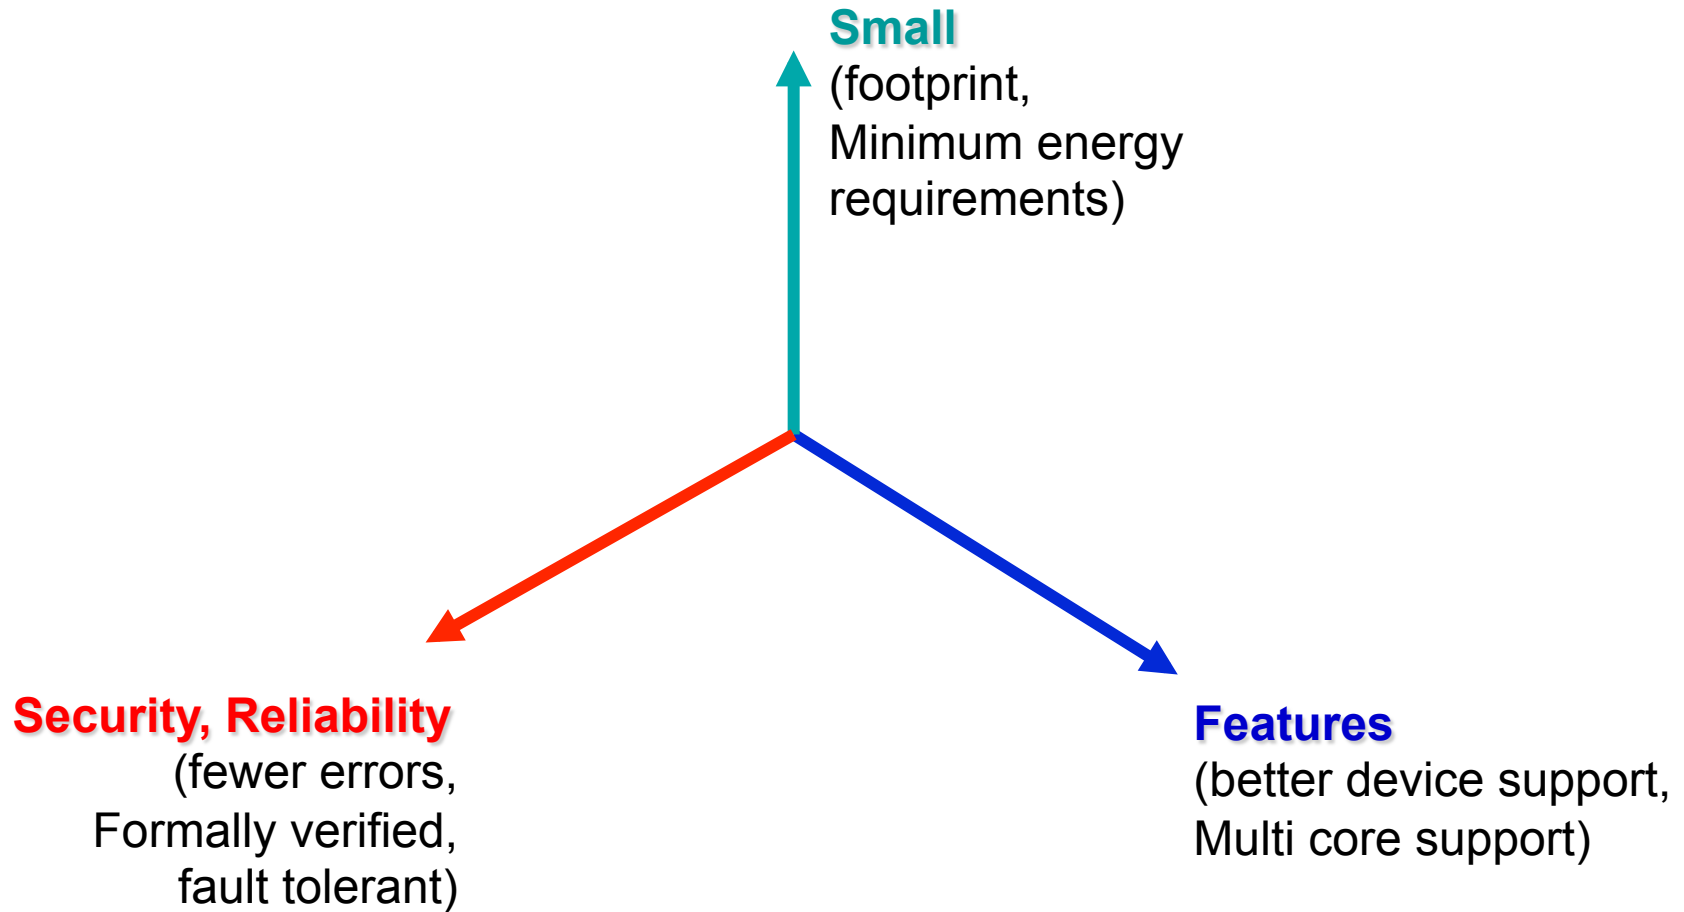 Small
(footprint,
Minimum energy
requirements)
Security, Reliability
(fewer errors,
Formally verified,
fault tolerant)
Features
(better device support,
Multi core support)